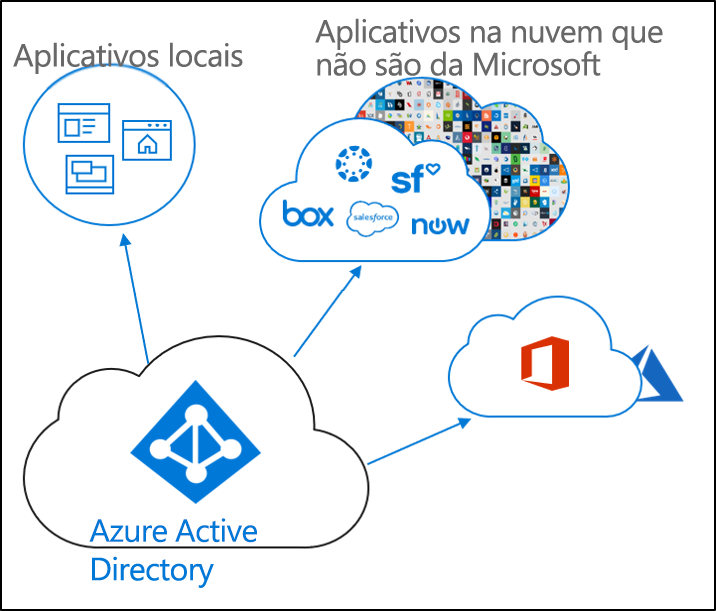 Aplicativos locais
Aplicativos na nuvem que
não são da Microsoft
sf
box
salesforce
now
Azure Active
Directory